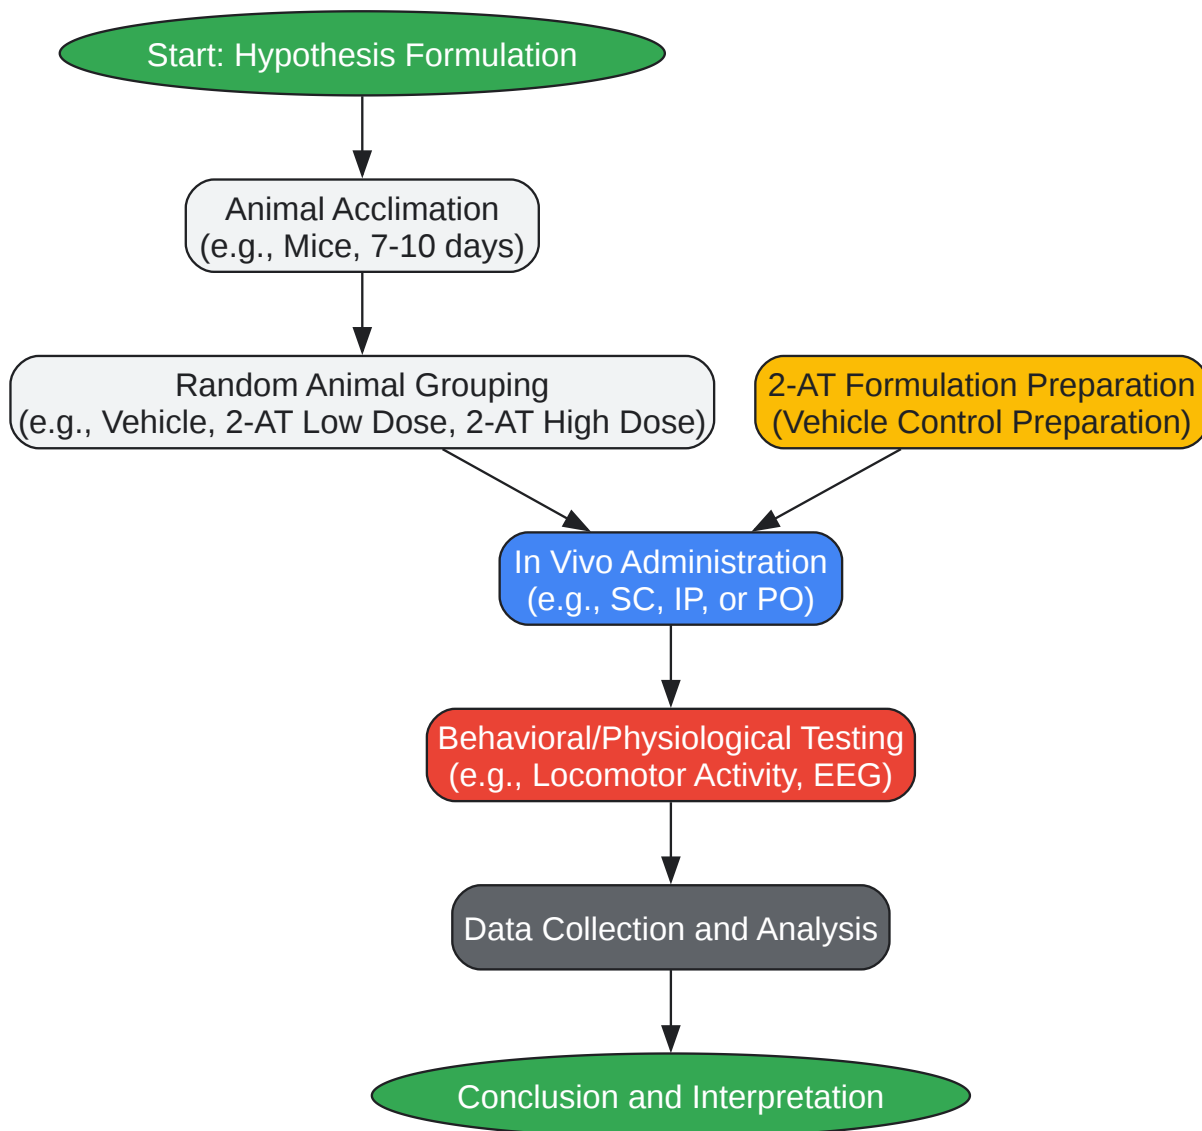 Start: Hypothesis Formulation
Animal Acclimation
(e.g., Mice, 7-10 days)
Random Animal Grouping
(e.g., Vehicle, 2-AT Low Dose, 2-AT High Dose)
2-AT Formulation Preparation
(Vehicle Control Preparation)
In Vivo Administration
(e.g., SC, IP, or PO)
Behavioral/Physiological Testing
(e.g., Locomotor Activity, EEG)
Data Collection and Analysis
Conclusion and Interpretation